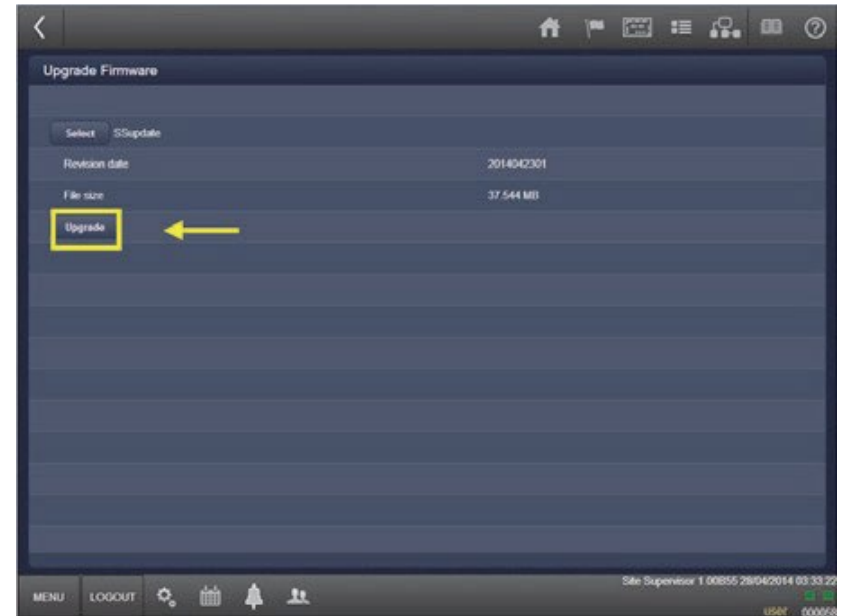 Upgrade Firmware
Select SSupdate
Revision date 2014042301
File size 37.544 MB
Upgrade
MENU LOGOUT
Site Supervisor 1.00B55 28/04/2014 03:33:22
user 000058